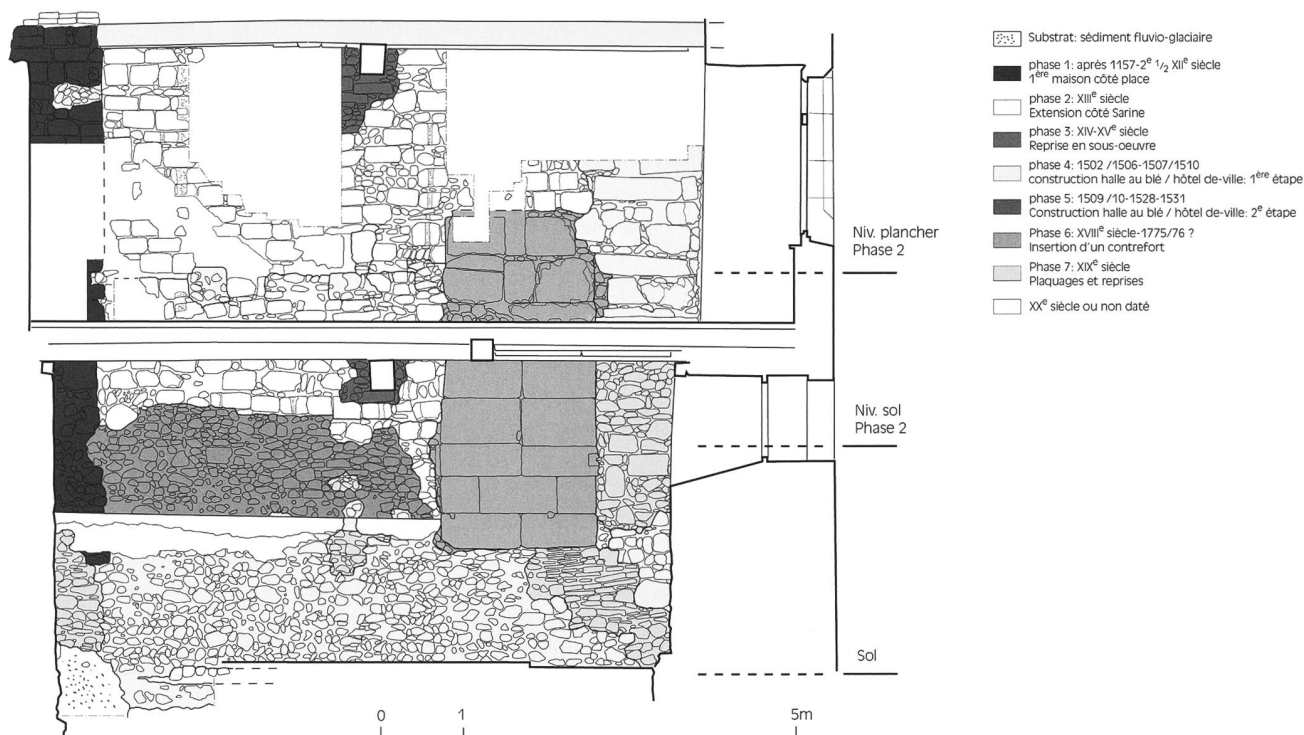 Substrat: sédiment fluvio-glaciaire
phase 1: après 1157-2e 1/2 XIIe siècle
1ère maison côté place
phase 2: XIIIe siècle
Extension côté Sarine
phase 3: XIV-XVe siècle
Reprise en sous-oeuvre
phase 4: 1502 /1506-1507/1510
construction halle au blé / hôtel de-ville: 1ère étape
phase 5: 1509 /10-1528-1531
Construction halle au blé / hôtel de-ville: 2e étape
Phase 6: XVIIIe siècle-1775/76 ?
Insertion d'un contrefort
Phase 7: XIXe siècle
Plaquages et reprises
XXe siècle ou non daté
Niv. plancher
Phase 2
Niv. sol
Phase 2
Sol
0 1 5m